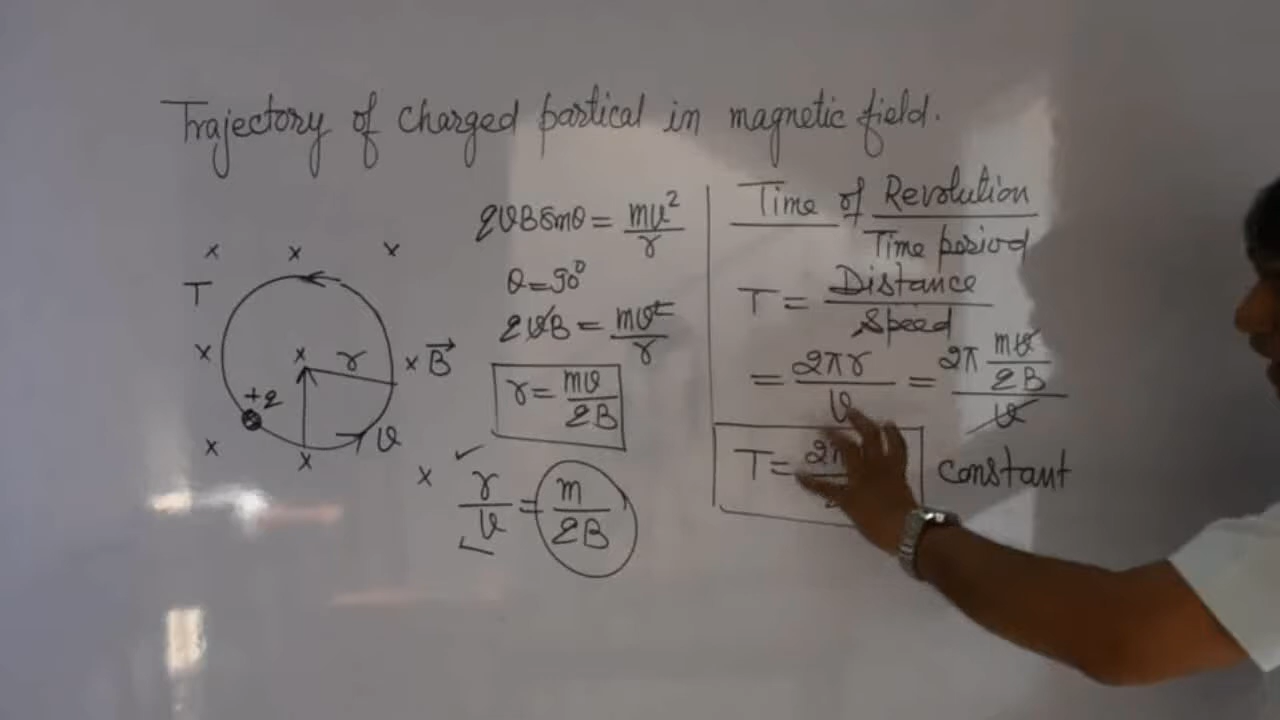 Trajectory of charged partical in magnetic field.
× × ×
T
× × r × B⃗
+q
× × v
×
qvBsinθ = mv²/r
θ = 90°
qvB = mv²/r
r = mv/qB
r/v = m/qB
Time of Revolution
Time period
T = Distance/Speed
= 2πr/v = 2π mv/qB / v
T = 2 constant